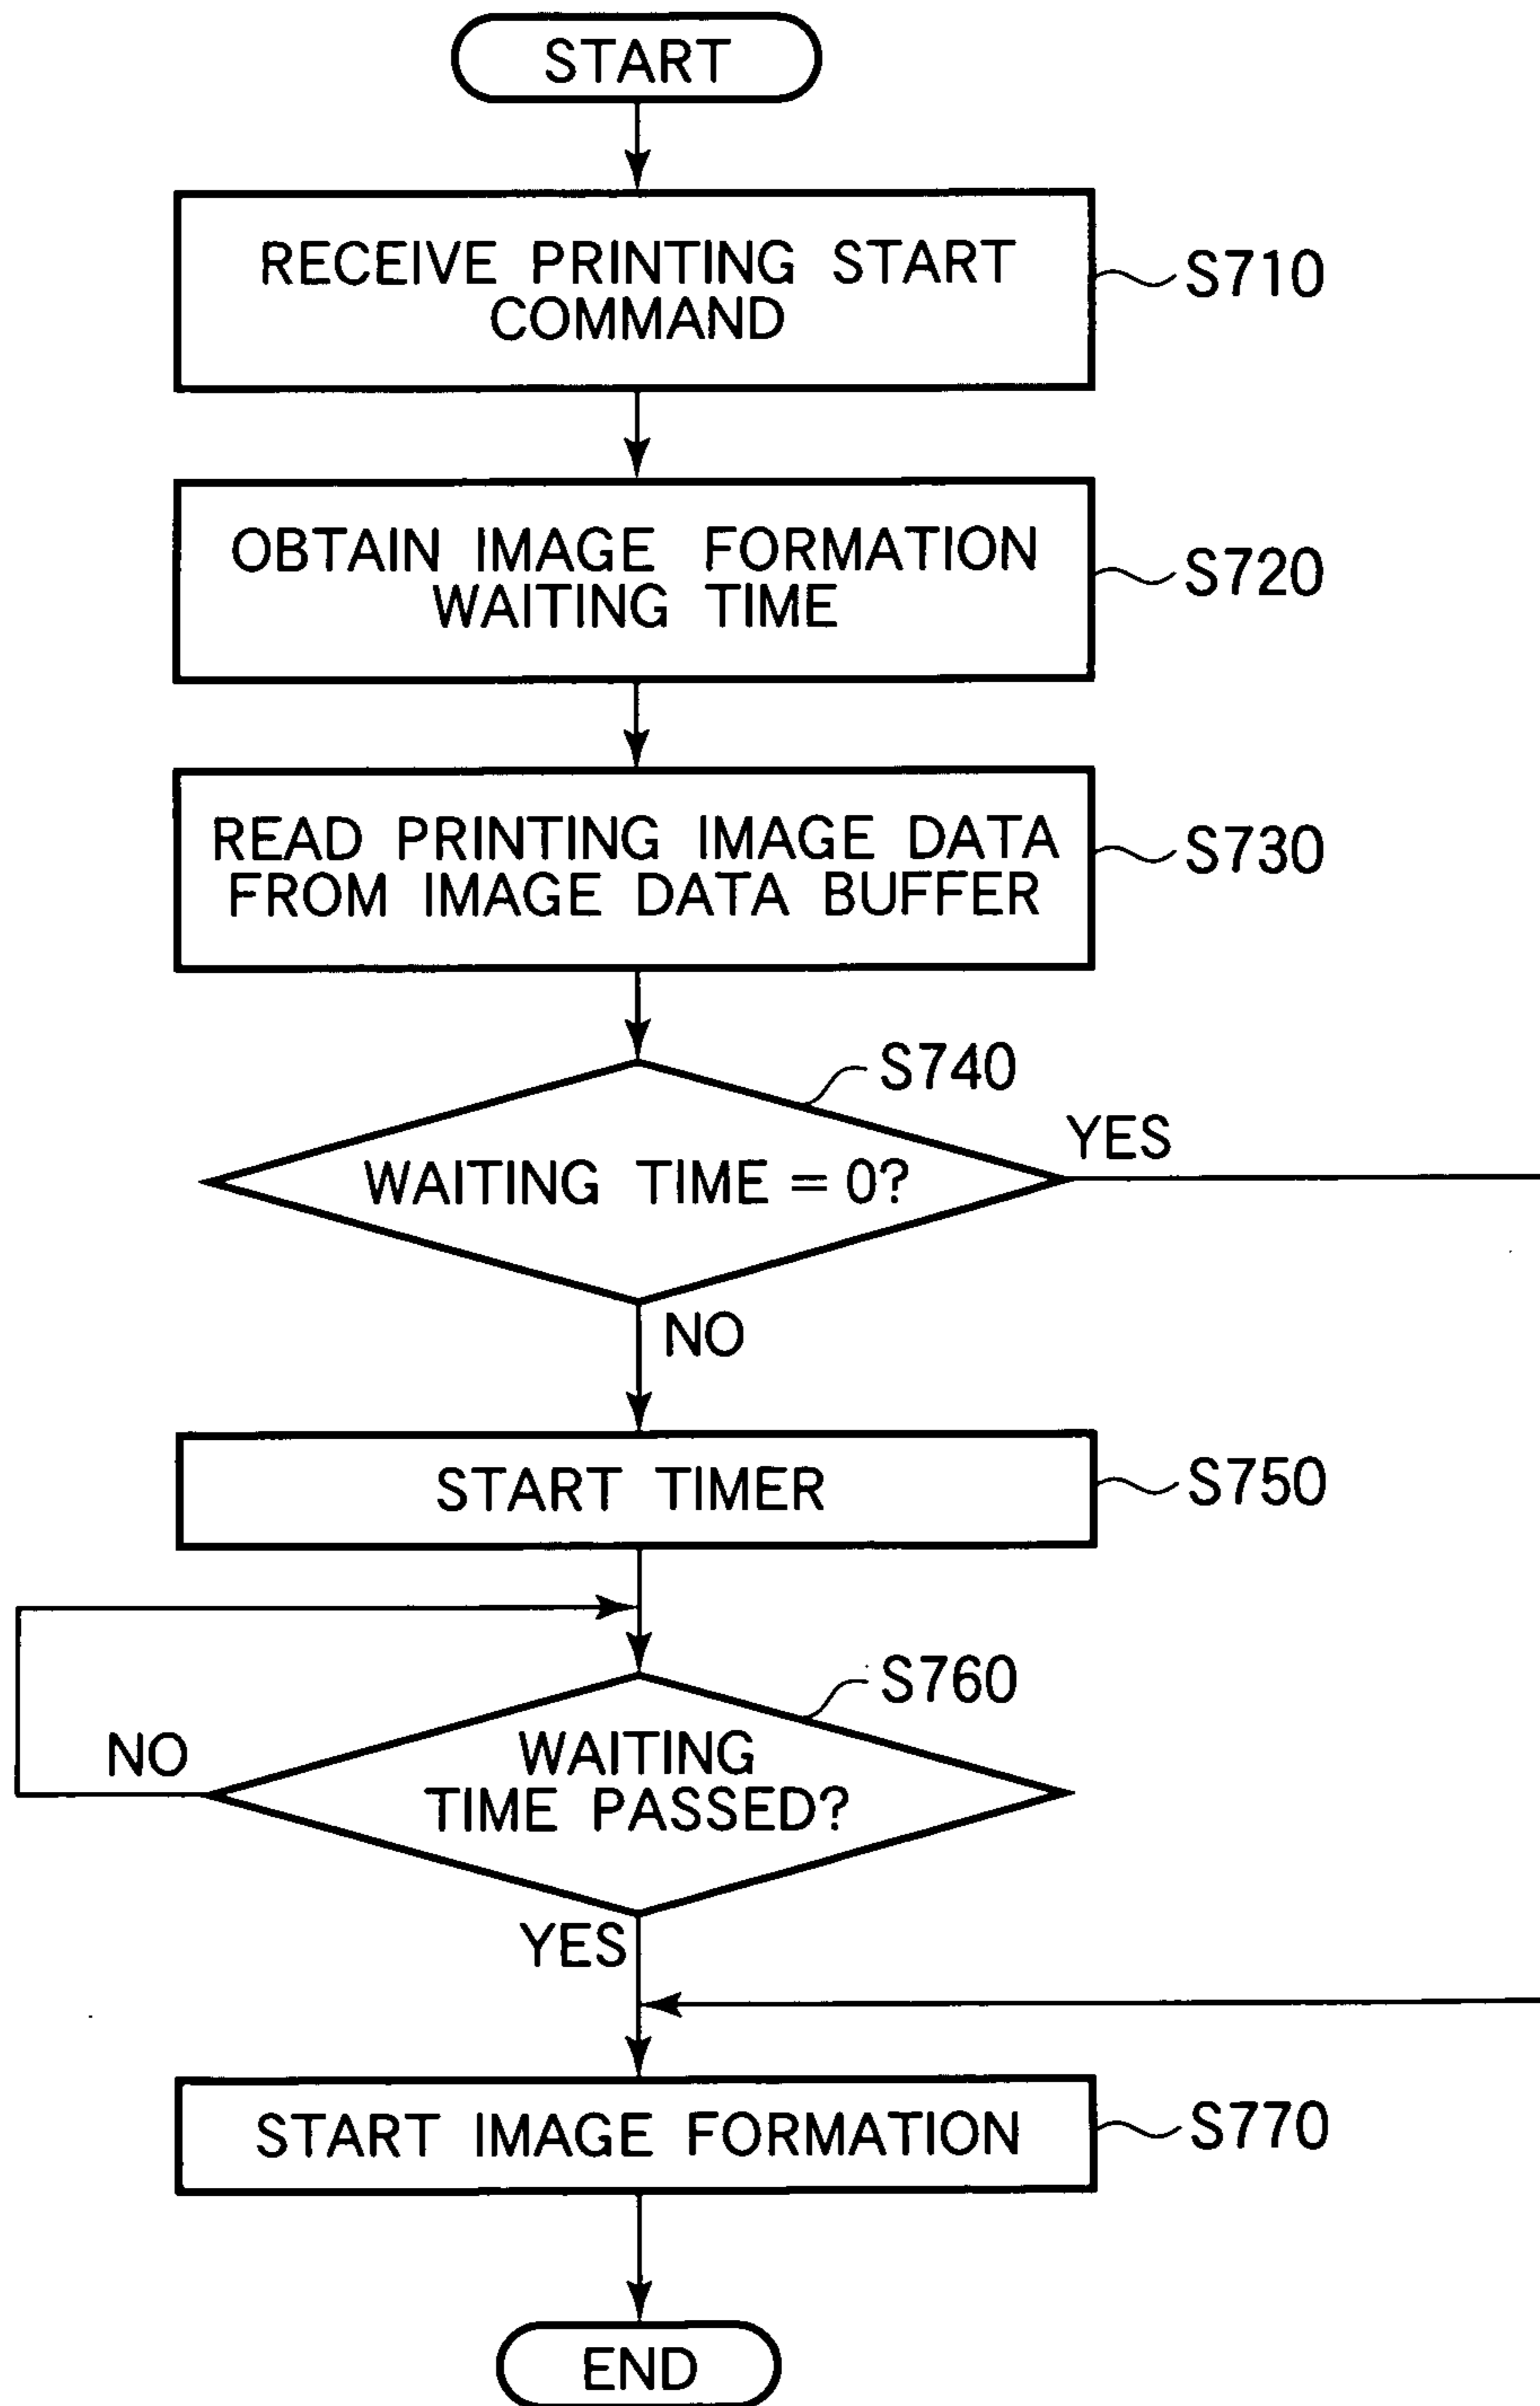 START
RECEIVE PRINTING START
COMMAND
S710
OBTAIN IMAGE FORMATION
WAITING TIME
S720
READ PRINTING IMAGE DATA
FROM IMAGE DATA BUFFER
S730
S740
WAITING TIME = 0?
YES
NO
START TIMER
S750
S760
WAITING
TIME PASSED?
NO
YES
START IMAGE FORMATION
S770
END